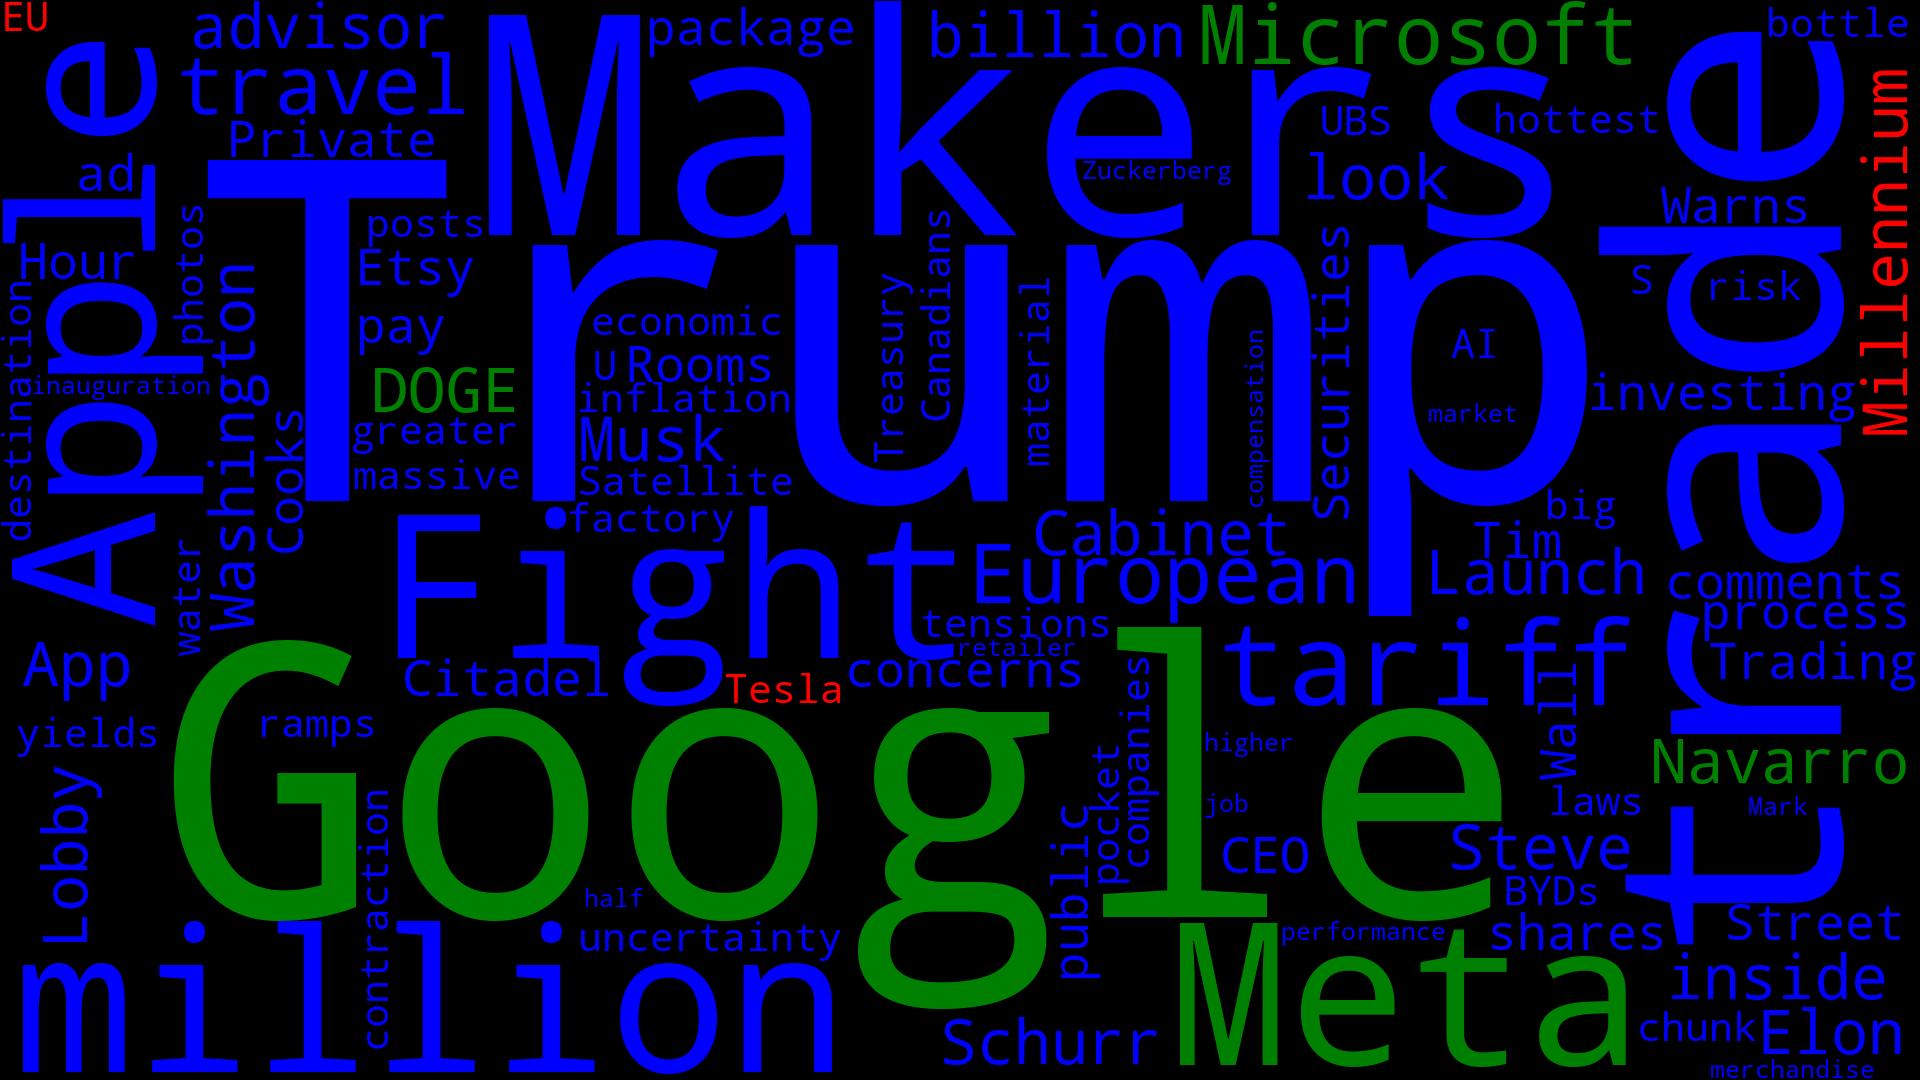 EU
advisor
package
billion
Microsoft
bottle
travel
Makers
Private
UBS
hottest
Apple
ad
Zuckerberg
look
Millennium
Trump
posts
photos
Warns
trade
Hour
Etsy
Canadians
Securities
S
risk
destination
Washington
pay
economic
Treasury
material
AI
U
Rooms
compensation
inauguration
DOGE
inflation
market
investing
Cooks
greater
Musk
massive
Satellite
Fight
factory
Cabinet
big
Tim
water
European
Launch
comments
process
tensions
tariff
App
retailer
Citadel
Tesla
concerns
companies
Wall
Trading
yields
ramps
Google
higher
Navarro
Lobby
contraction
pocket
job
laws
Mark
public
CEO
Steve
half
BYDs
million
uncertainty
performance
shares
Street
Meta
inside
Schurr
chunk
Elon
merchandise